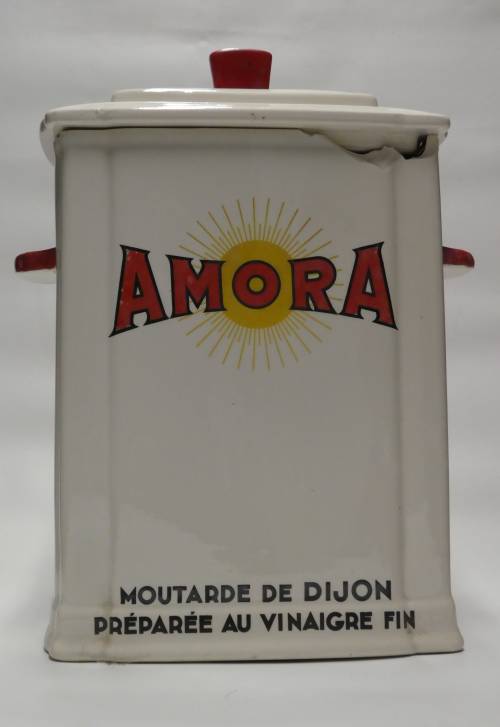 AMORA
MOUTARDE DE DIJON
PRÉPARÉE AU VINAIGRE FIN